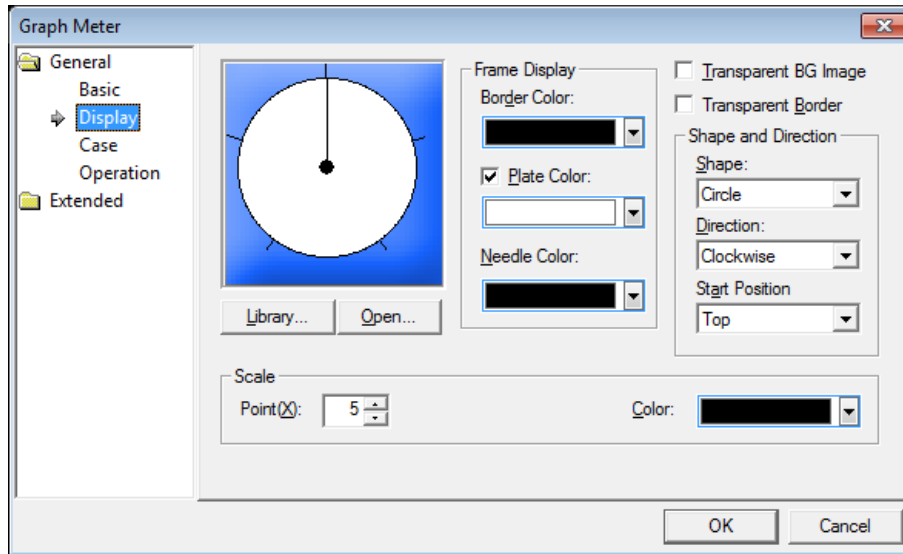 Graph Meter
General
Basic
Display
Case
Operation
Extended
Library...
Open...
Frame Display
Border Color:
Plate Color:
Needle Color:
Transparent BG Image
Transparent Border
Shape and Direction
Shape:
Circle
Direction:
Clockwise
Start Position
Top
Scale
Point(X): 5 Color:
OK Cancel